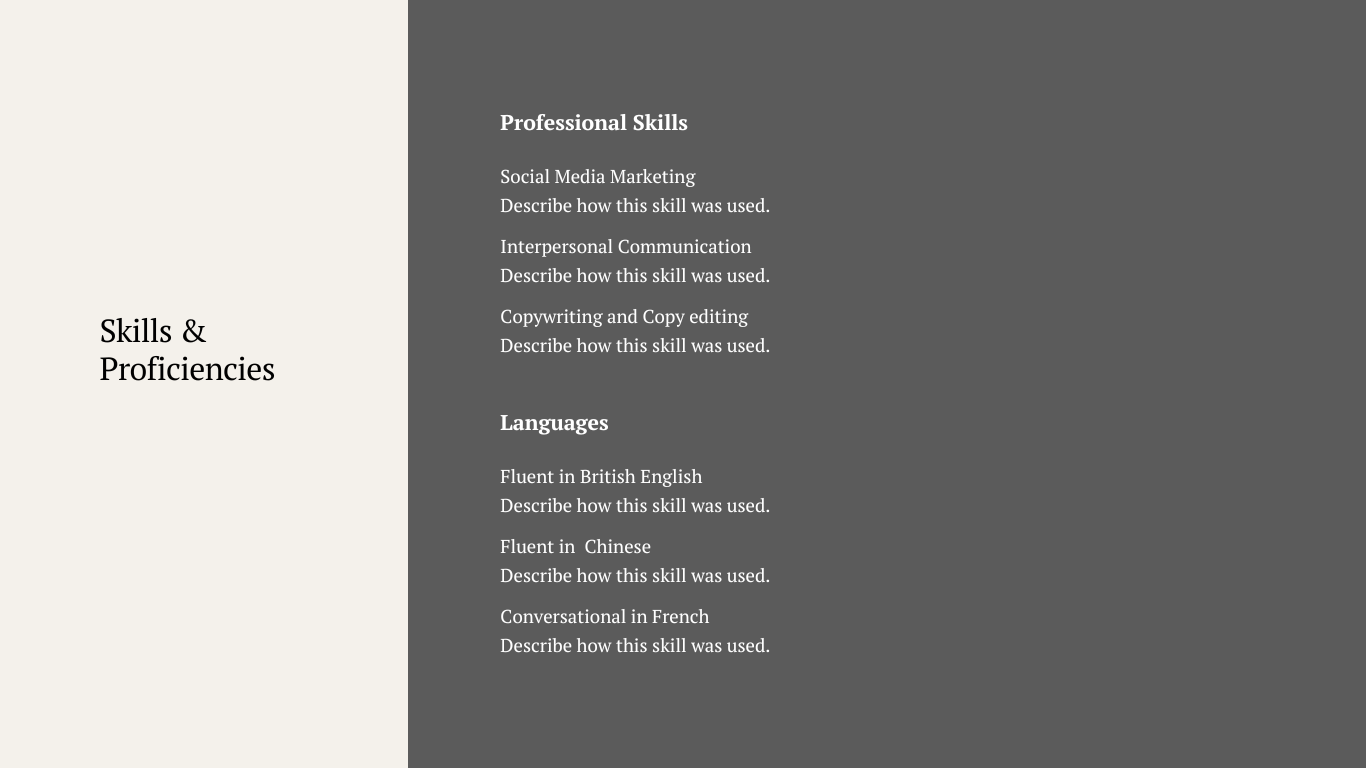 Skills &
Proficiencies
Professional Skills
Social Media Marketing
Describe how this skill was used.
Interpersonal Communication
Describe how this skill was used.
Copywriting and Copy editing
Describe how this skill was used.
Languages
Fluent in British English
Describe how this skill was used.
Fluent in  Chinese
Describe how this skill was used.
Conversational in French
Describe how this skill was used.